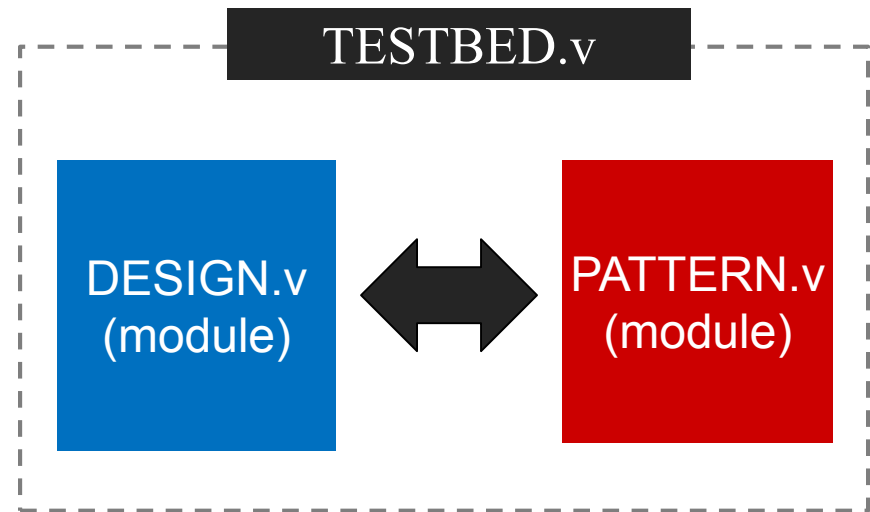 TESTBED.v
DESIGN.v
(module)
PATTERN.v
(module)